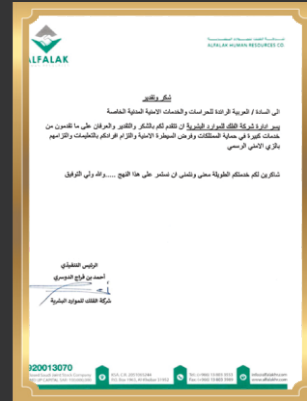 ALFALAK
ALFALAK HUMAN RESOURCES CO
شكر وتقدير
الى السادة / العربية الرائدة للحراسات والخدمات الامنية المدنية الخاصة
يسر ادارة شركة الفلك للموارد البشرية ان تتقدم لكم بالشكر والتقدير والعرفان على ما تقدمون من
خدمات كبيرة في حماية الممتلكات وفرض السيطرة الامنية والتزام افرادكم بالتعليمات والتزامهم
بالزي الامني الرسمي
شاكرين لكم خدمتكم الطويلة معنى ونتمنى ان نستمر على هذا النهج .....والله ولي التوفيق
الرئيس التنفيذي
أحمد بن فراج الدوسري
شركة الفلك للموارد البشرية
920013070